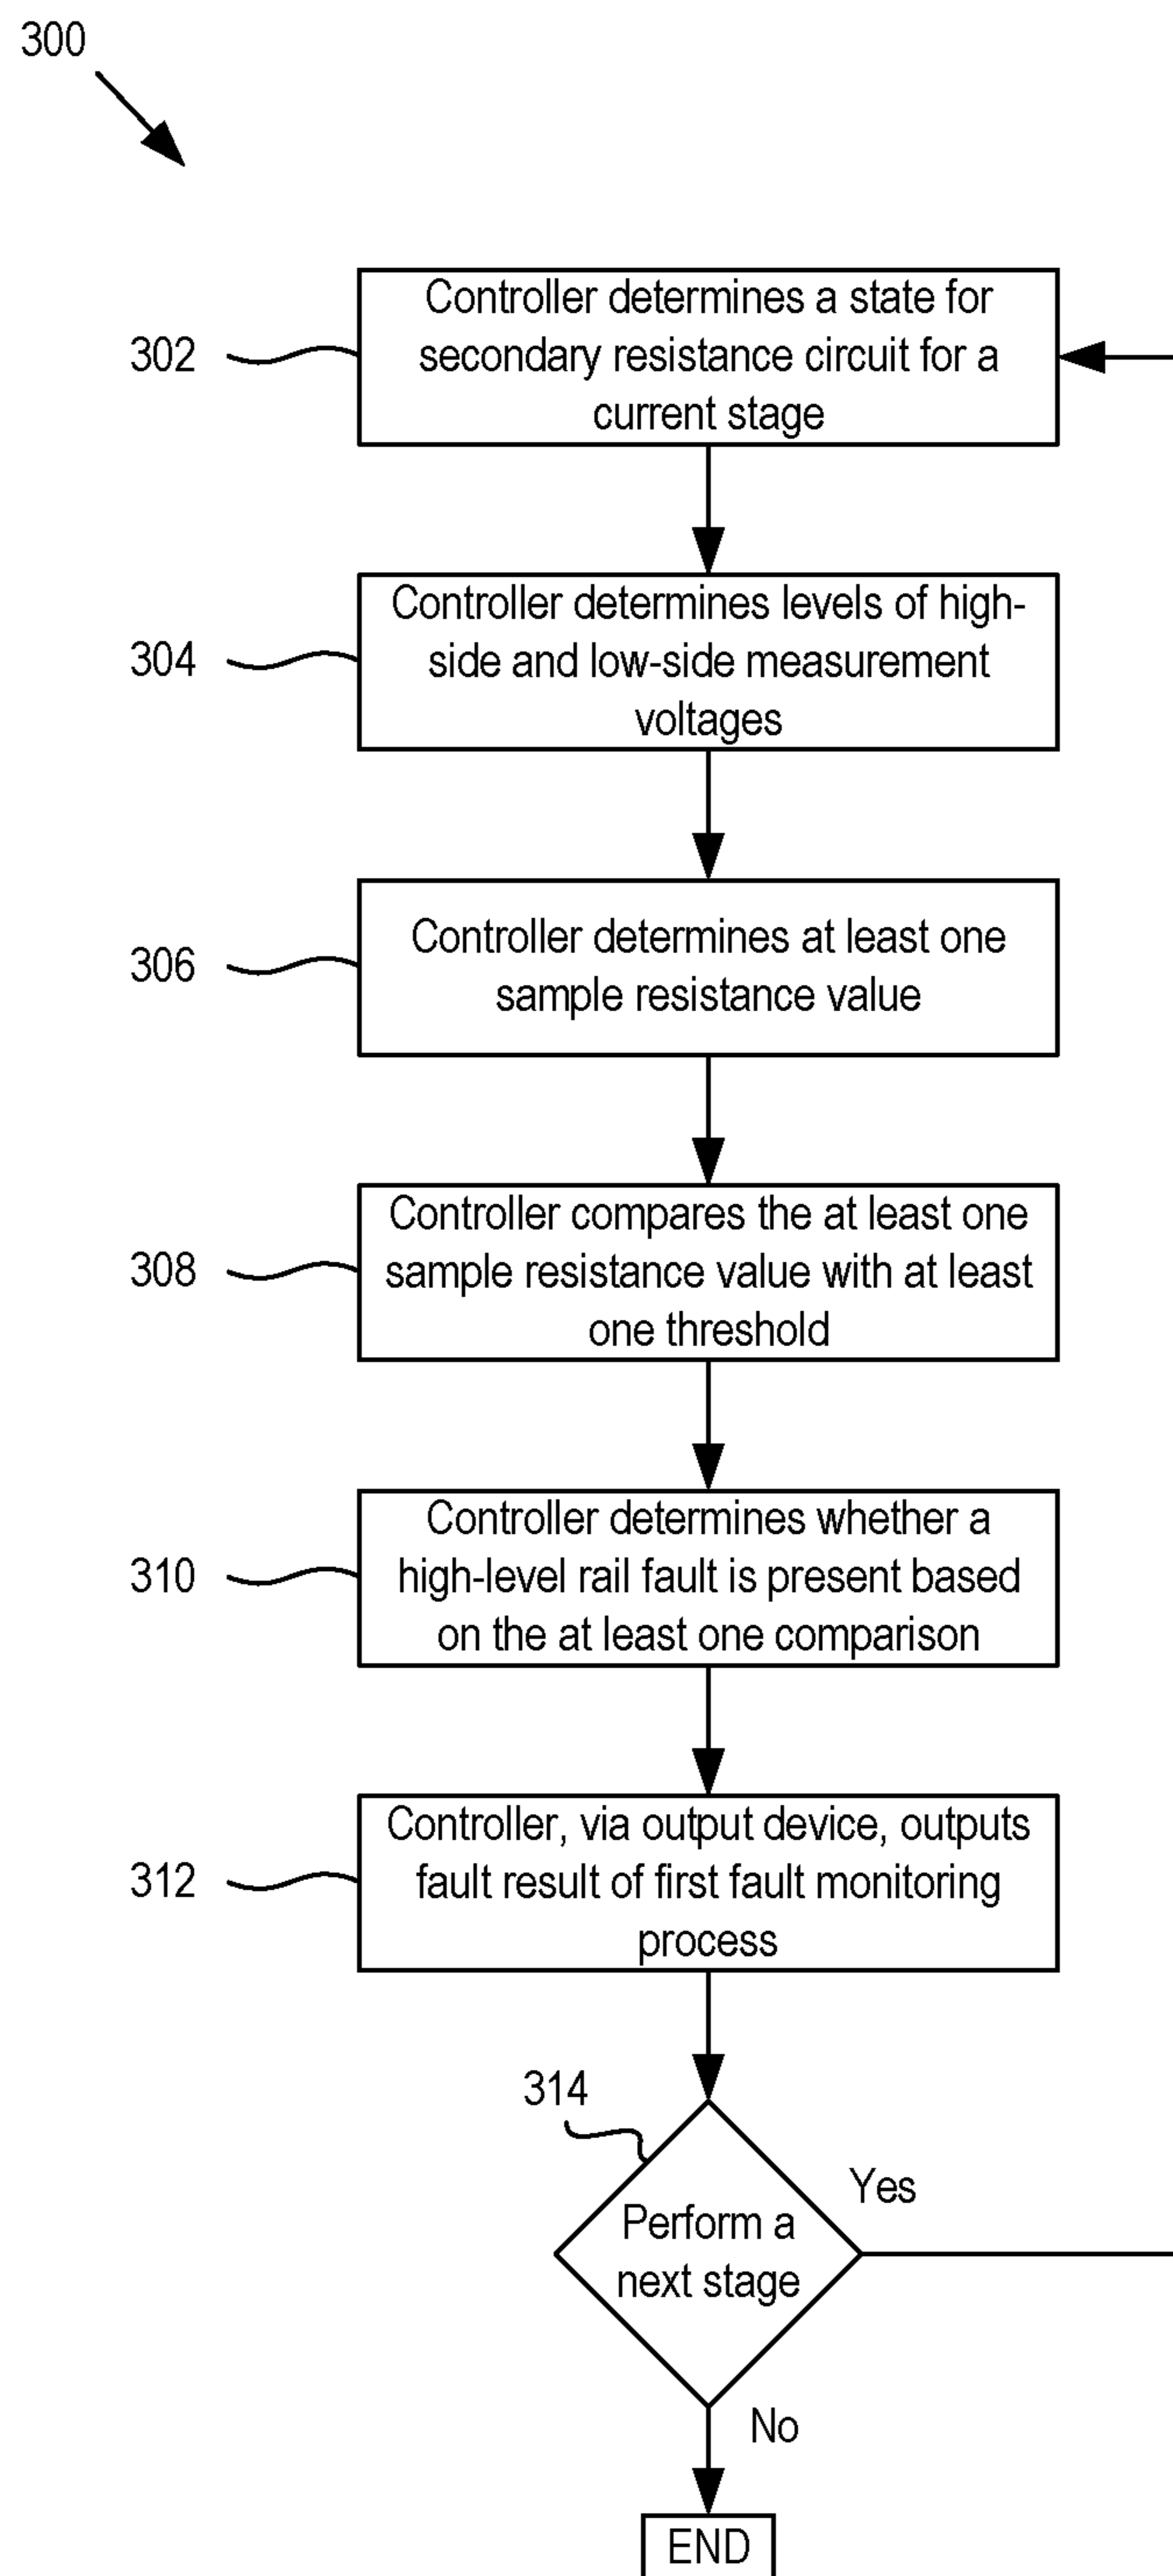 300
302
Controller determines a state for
secondary resistance circuit for a
current stage
304
Controller determines levels of high-
side and low-side measurement
voltages
306
Controller determines at least one
sample resistance value
308
Controller compares the at least one
sample resistance value with at least
one threshold
310
Controller determines whether a
high-level rail fault is present based
on the at least one comparison
312
Controller, via output device, outputs
fault result of first fault monitoring
process
314
Perform a
next stage
Yes
No
END